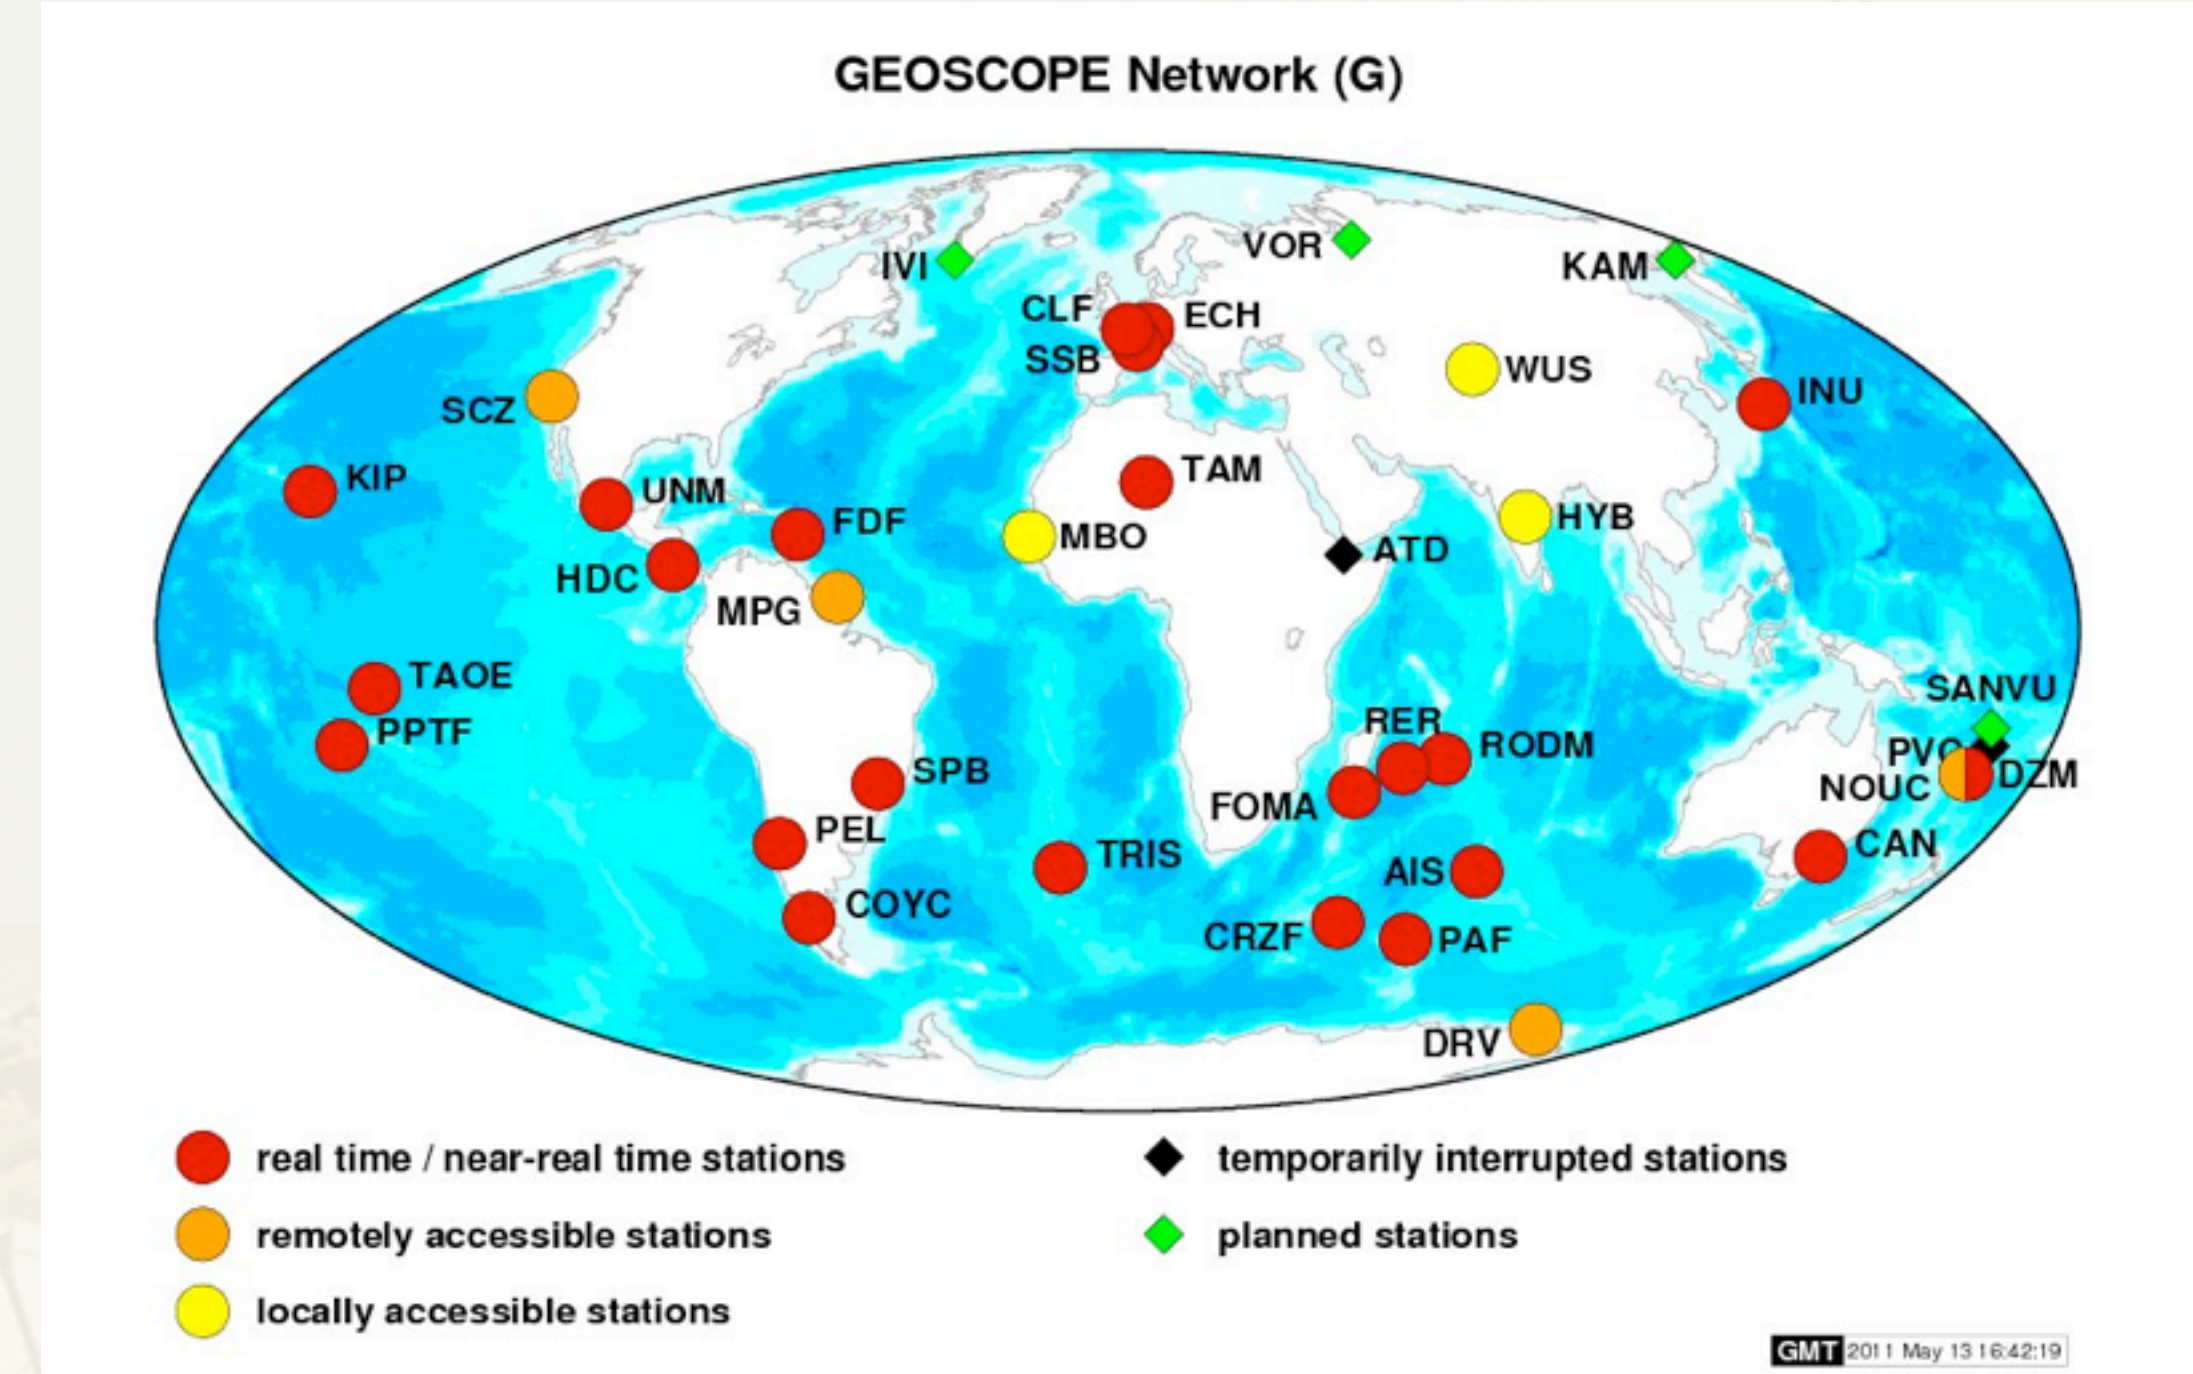 GEOSCOPE Network (G)
VOR
IVI
KAM
CLF
ECH
SSB
WUS
INU
SCZ
TAM
KIP
UNM
HYB
FDF
MBO
ATD
HDC
MPG
TAOE
SANVU
PPTF
RER
RODM
PVC
SPB
DZM
NOUC
FOMA
PEL
CAN
TRIS
AIS
COYC
CRZF
PAF
DRV
real time / near-real time stations
temporarily interrupted stations
remotely accessible stations
planned stations
locally accessible stations
GMT 2011 May 13 16:42:19